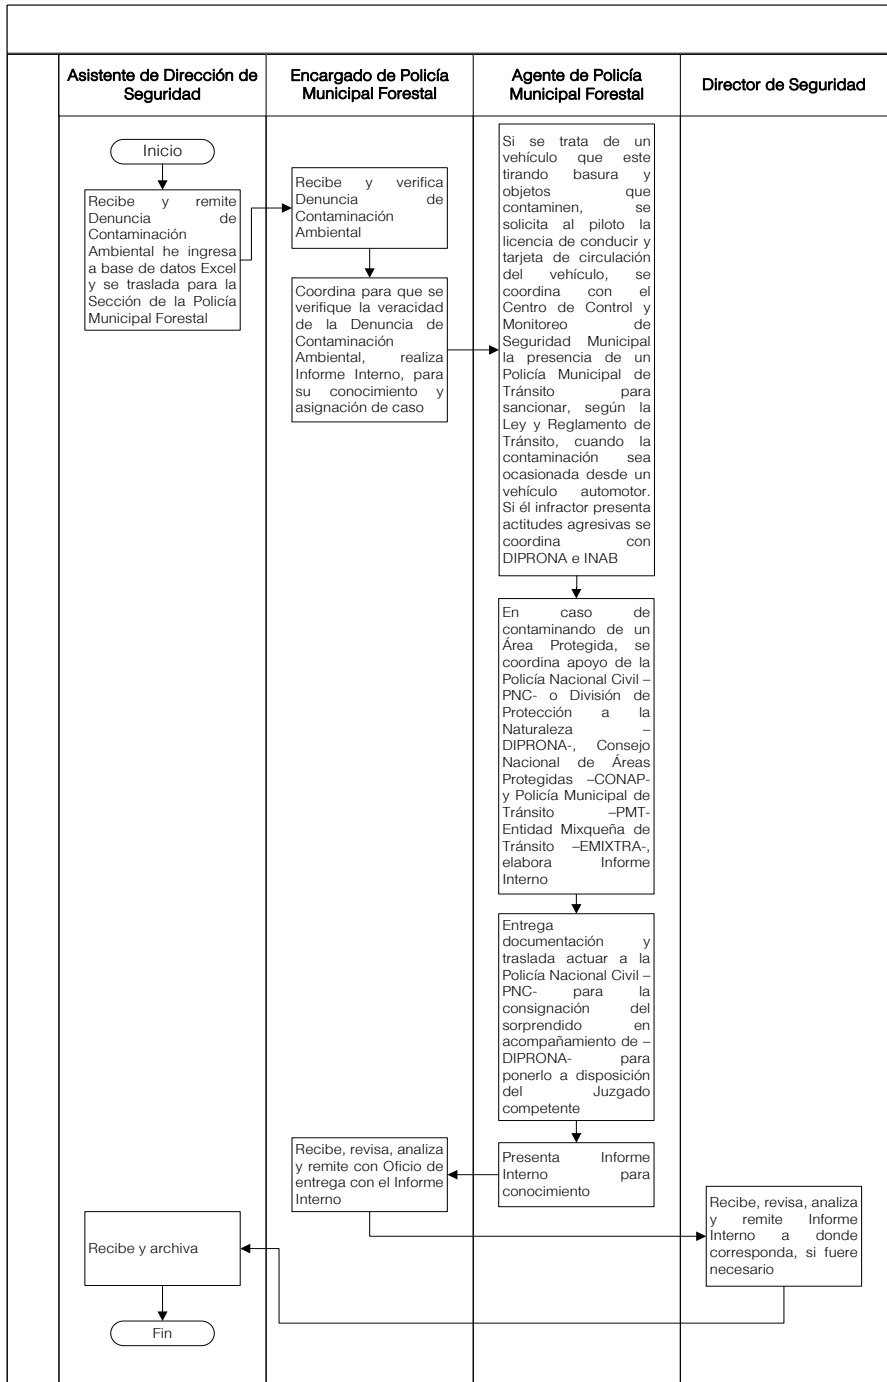 Asistente de Dirección de
Seguridad
Encargado de Policía
Municipal Forestal
Agente de Policía
Municipal Forestal
Director de Seguridad
Inicio
Recibe y remite
Denuncia de
Contaminación
Ambiental he ingresa
a base de datos Excel
y se traslada para la
Sección de la Policía
Municipal Forestal
Recibe y verifica
Denuncia de
Contaminación
Ambiental
Coordina para que se
verifique la veracidad
de la Denuncia de
Contaminación
Ambiental, realiza
Informe Interno, para
su conocimiento y
asignación de caso
Si se trata de un
vehículo que este
tirando basura y
objetos que
contaminen, se
solicita al piloto la
licencia de conducir y
tarjeta de circulación
del vehículo, se
coordina con el
Centro de Control y
Monitoreo de
Seguridad Municipal
la presencia de un
Policía Municipal de
Tránsito para
sancionar, según la
Ley y Reglamento de
Tránsito, cuando la
contaminación sea
ocasionada desde un
vehículo automotor.
Si él infractor presenta
actitudes agresivas se
coordina con
DIPRONA e INAB
En caso de
contaminando de un
Área Protegida, se
coordina apoyo de la
Policía Nacional Civil –
PNC- o División de
Protección a la
Naturaleza –
DIPRONA-, Consejo
Nacional de Áreas
Protegidas –CONAP-
y Policía Municipal de
Tránsito –PMT-
Entidad Mixqueña de
Tránsito –EMIXTRA-,
elabora Informe
Interno
Entrega
documentación y
traslada actuar a la
Policía Nacional Civil –
PNC- para la
consignación del
sorprendido en
acompañamiento de –
DIPRONA- para
ponerlo a disposición
del Juzgado
competente
Presenta Informe
Interno para
conocimiento
Recibe, revisa, analiza
y remite con Oficio de
entrega con el Informe
Interno
Recibe, revisa, analiza
y remite Informe
Interno a donde
corresponda, si fuere
necesario
Recibe y archiva
Fin